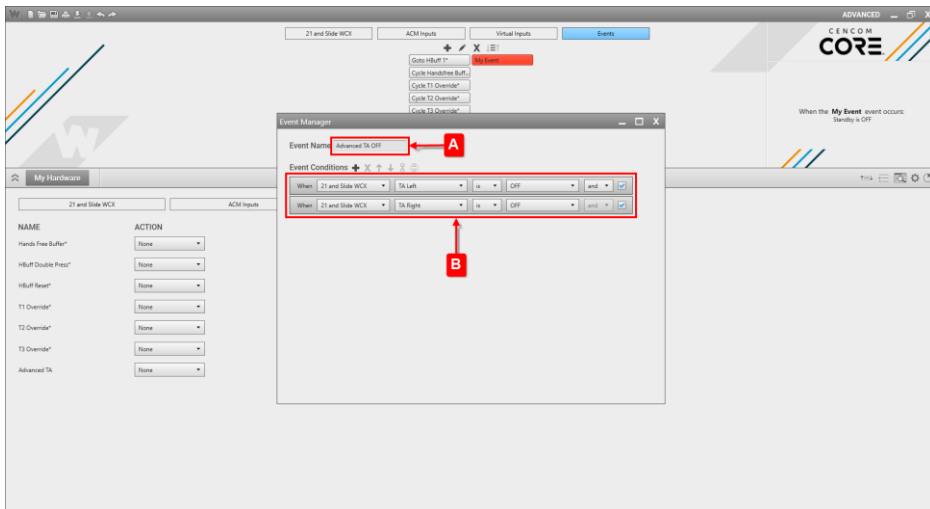 ADVANCED
21 and Slide WCX
ACM Inputs
Virtual Inputs
Events
CENCOM
CORE
Goto HBuff 1*
My Event
Cycle Handsfree Buff...
Cycle T1 Override*
Cycle T2 Override*
Cycle T3 Override*
When the My Event event occurs:
Standby is OFF
Event Manager
Event Name Advanced TA OFF
A
Event Conditions
When 21 and Slide WCX TA Left is OFF and
When 21 and Slide WCX TA Right is OFF and
B
My Hardware
21 and Slide WCX
ACM Inputs
NAME ACTION
Hands Free Buffer* None
HBuff Double Press* None
HBuff Reset* None
T1 Override* None
T2 Override* None
T3 Override* None
Advanced TA None